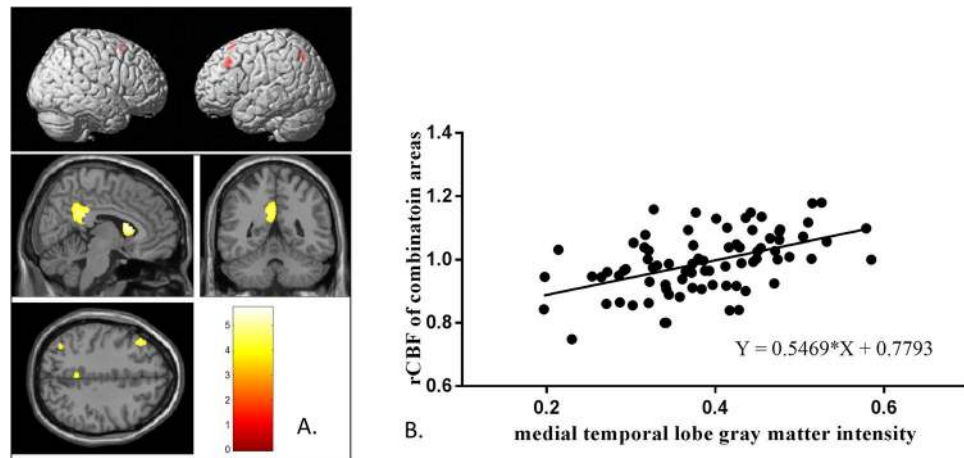 5
4
3
2
1
0
A.
rCBF of combinatoin areas
1.4
1.2
1.0
0.8
0.6
0.2
0.4
0.6
Y = 0.5469*X + 0.7793
medial temporal lobe gray matter intensity
B.